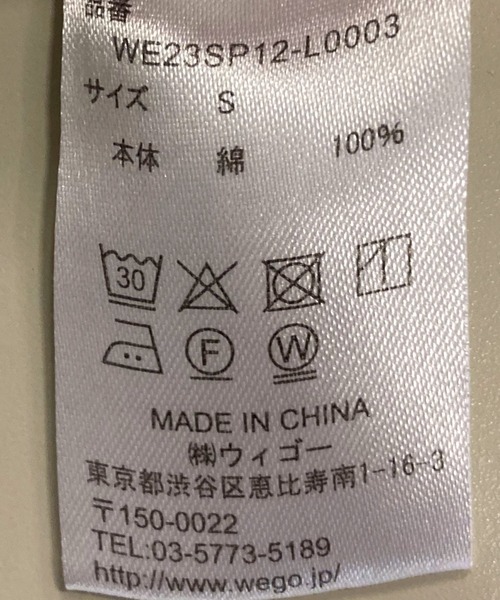 品番
WE23SP12-L0003
サイズ S
本体 綿 100%
30
F W
MADE IN CHINA
㈱ウィゴー
東京都渋谷区恵比寿南1-16-3
〒150-0022
TEL:03-5773-5189
http://www.wego.jp/